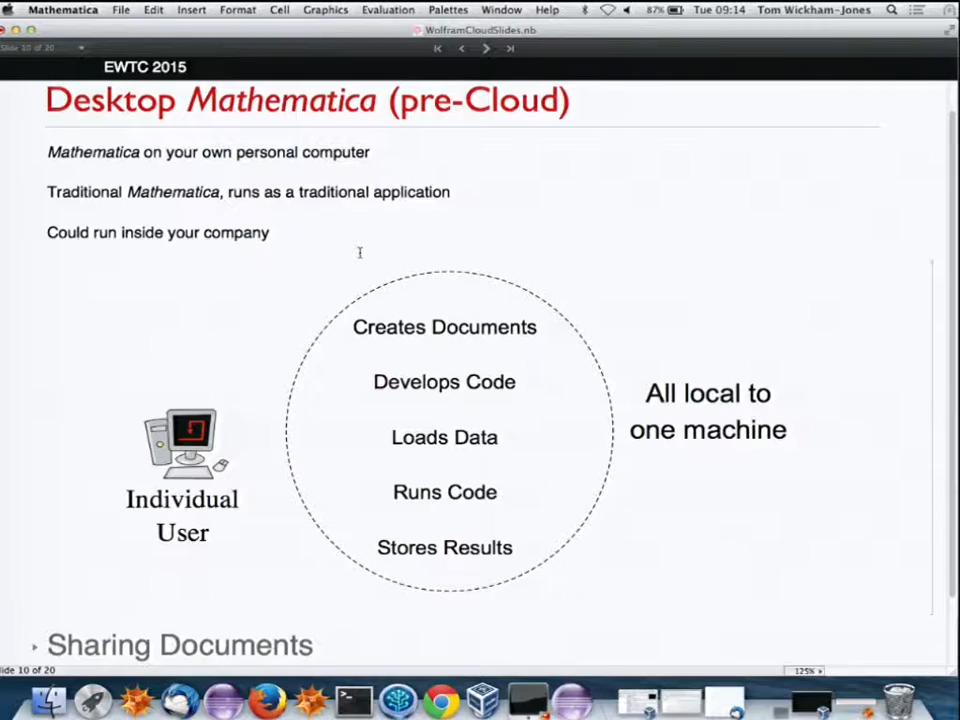 Mathematica File Edit Insert Format Cell Graphics Evaluation Palettes Window Help 87% Tue 09:14 Tom Wickham-Jones
WolframCloudSlides.nb
Slide 10 of 20
EWTC 2015
Desktop Mathematica (pre-Cloud)
Mathematica on your own personal computer
Traditional Mathematica, runs as a traditional application
Could run inside your company
Creates Documents
Develops Code
Loads Data
Runs Code
Stores Results
All local to
one machine
Individual
User
Sharing Documents
Slide 10 of 20 125%